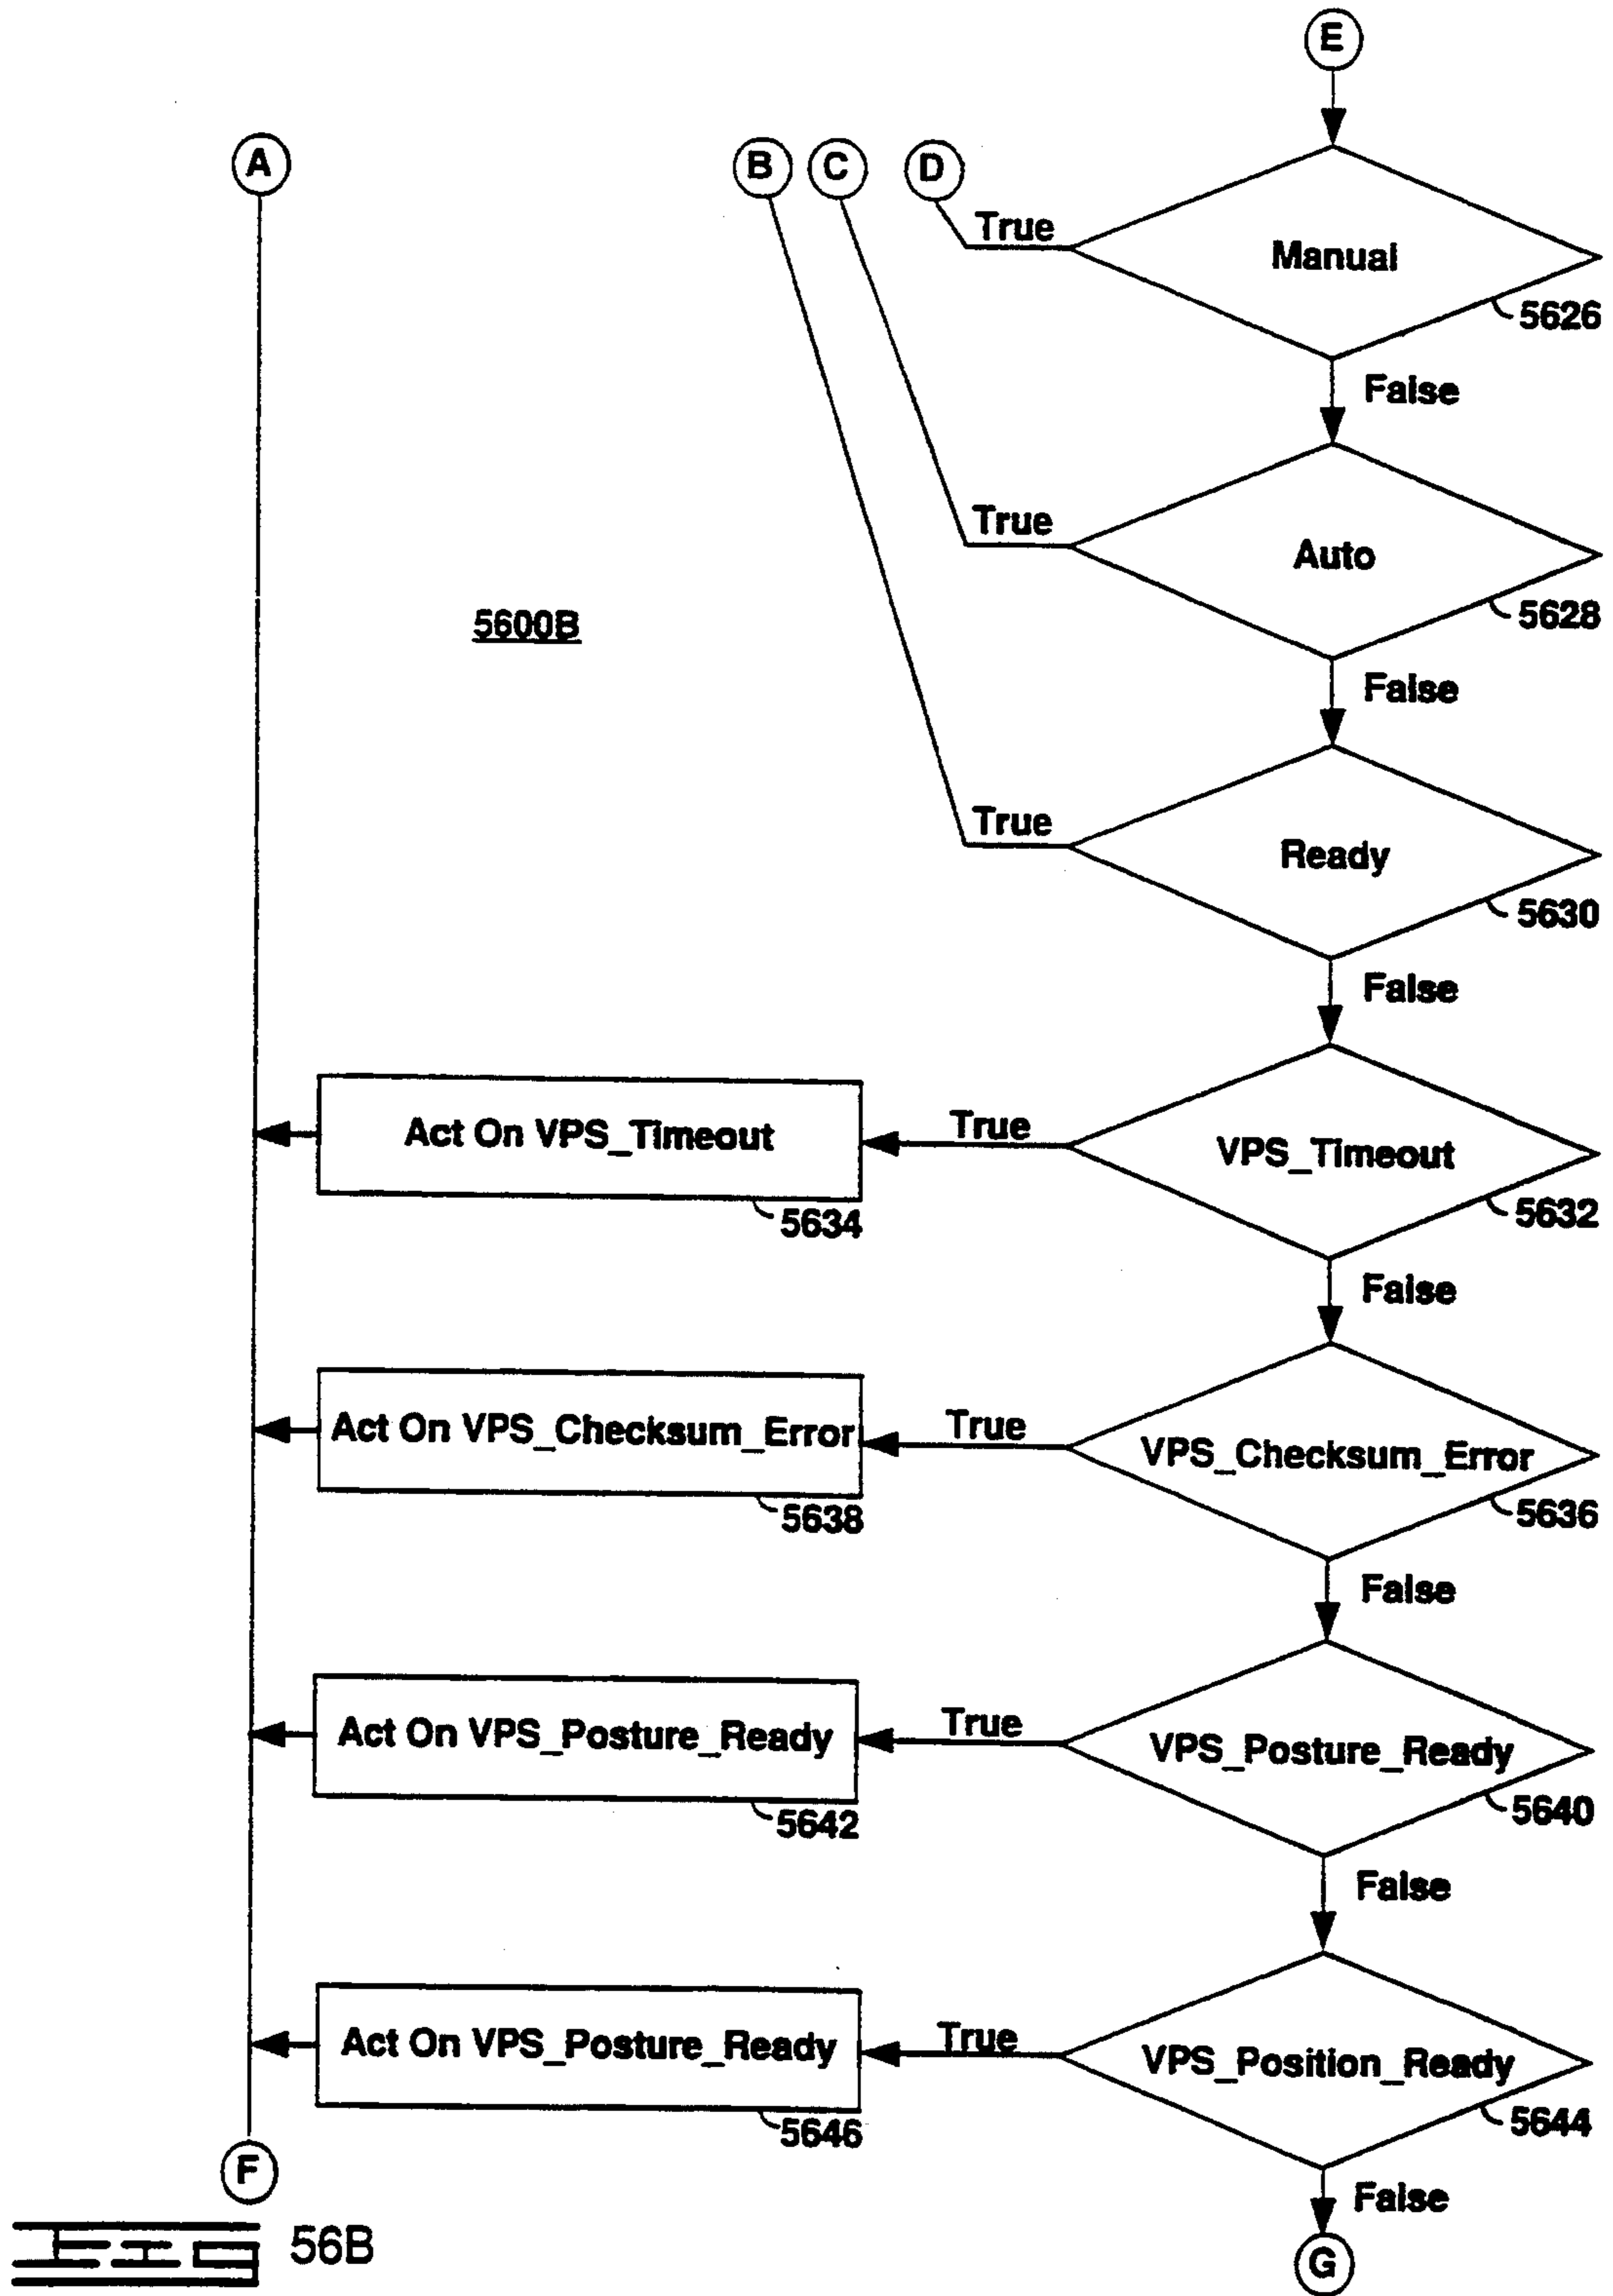 E
A
B
C
D
True
Manual
5626
False
True
Auto
5628
False
5600B
True
Ready
5630
False
Act On VPS_Timeout
5634
True
VPS_Timeout
5632
False
Act On VPS_Checksum_Error
5638
True
VPS_Checksum_Error
5636
False
Act On VPS_Posture_Ready
5642
True
VPS_Posture_Ready
5640
False
Act On VPS_Posture_Ready
5646
True
VPS_Position_Ready
5644
False
F
G
FIG 56B